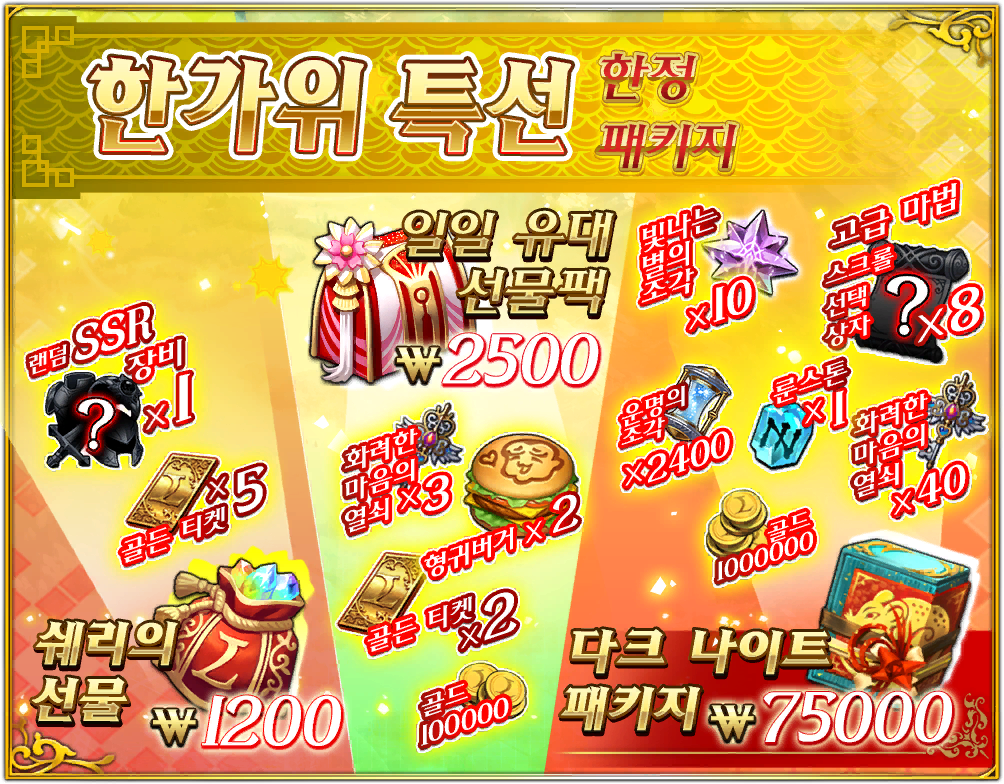 한가위 특선
한정
패키지
랜덤 SSR
장비
?
×1
골든 티켓 ×5
쉐리의
선물
₩1200
일일 유대
선물팩
₩2500
화려한
마음의
열쇠 ×3
형귀버거 × 2
골든 티켓
×2
골드
100000
빛나는
별의
조각
×10
고급 마법
스크롤
선택
상자
?
×8
운명의
조각
×2400
룬스톤
×1
화려한
마음의
열쇠
×40
골드
1000000
다크 나이트
패키지 ₩75000